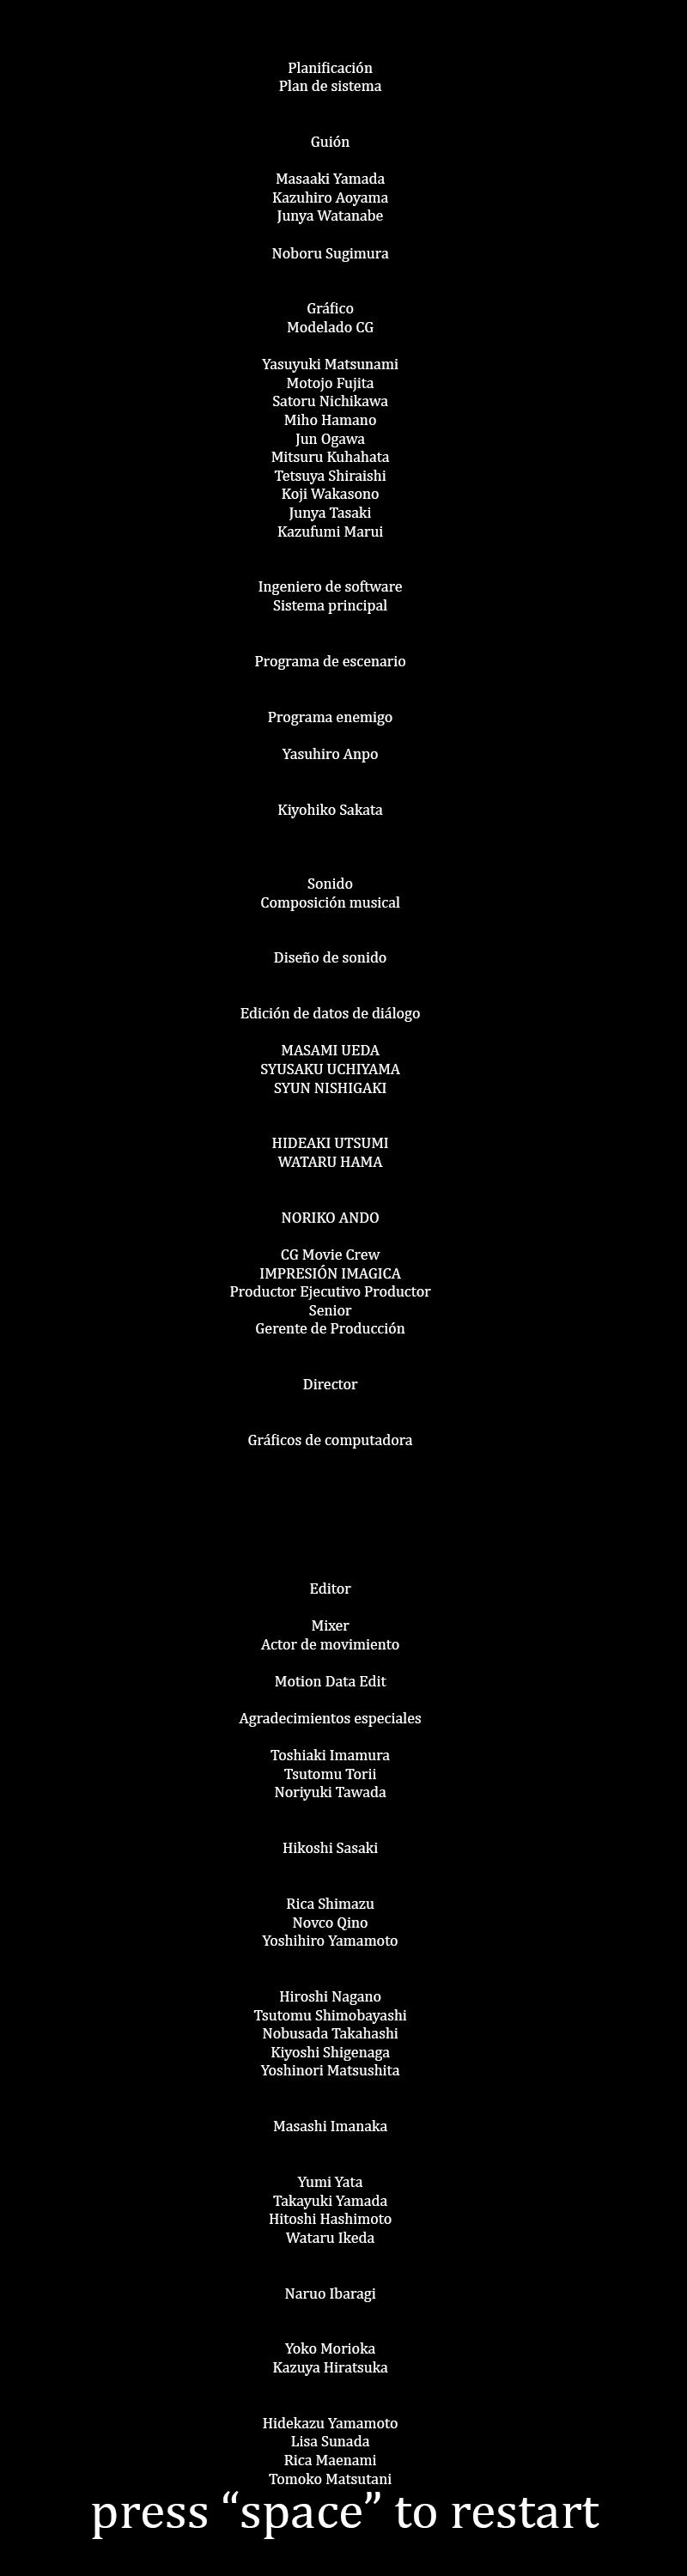 Planificación
Plan de sistema
Guión
Masaaki Yamada
Kazuhiro Aoyama
Junya Watanabe
Noboru Sugimura
Gráfico
Modelado CG
Yasuyuki Matsunami
Motojo Fujita
Satoru Nichikawa
Miho Hamano
Jun Ogawa
Mitsuru Kuhahata
Tetsuya Shiraishi
Koji Wakasono
Junya Tasaki
Kazufumi Marui
Ingeniero de software
Sistema principal
Programa de escenario
Programa enemigo
Yasuhiro Anpo
Kiyohiko Sakata
Sonido
Composición musical
Diseño de sonido
Edición de datos de diálogo
MASAMI UEDA
SYUSAKU UCHIYAMA
SYUN NISHIGAKI
HIDEAKI UTSUMI
WATARU HAMA
NORIKO ANDO
CG Movie Crew
IMPRESIÓN IMAGICA
Productor Ejecutivo Productor
Senior
Gerente de Producción
Director
Gráficos de computadora
Editor
Mixer
Actor de movimiento
Motion Data Edit
Agradecimientos especiales
Toshiaki Imamura
Tsutomu Torii
Noriyuki Tawada
Hikoshi Sasaki
Rica Shimazu
Novco Qino
Yoshihiro Yamamoto
Hiroshi Nagano
Tsutomu Shimobayashi
Nobusada Takahashi
Kiyoshi Shigenaga
Yoshinori Matsushita
Masashi Imanaka
Yumi Yata
Takayuki Yamada
Hitoshi Hashimoto
Wataru Ikeda
Naruo Ibaragi
Yoko Morioka
Kazuya Hiratsuka
Hidekazu Yamamoto
Lisa Sunada
Rica Maenami
Tomoko Matsutani
press “space” to restart